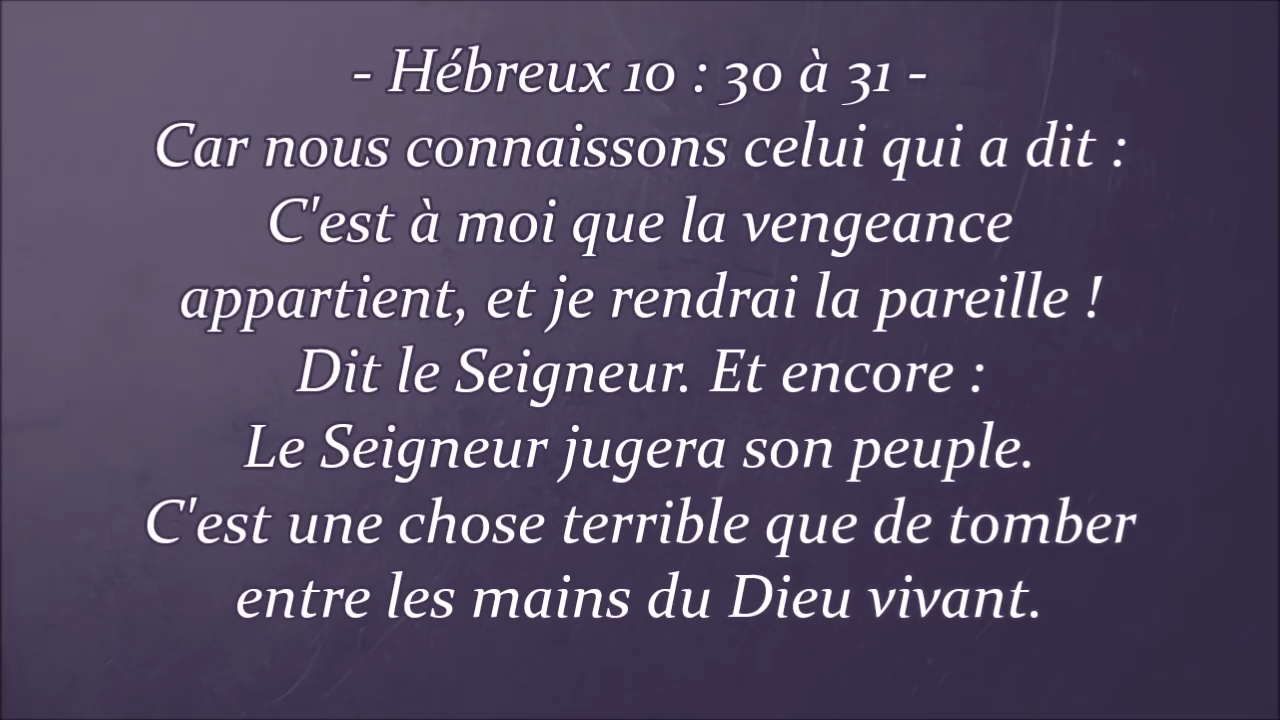 - Hébreux 10 : 30 à 31 -
Car nous connaissons celui qui a dit :
C'est à moi que la vengeance
appartient, et je rendrai la pareille !
Dit le Seigneur. Et encore :
Le Seigneur jugera son peuple.
C'est une chose terrible que de tomber
entre les mains du Dieu vivant.